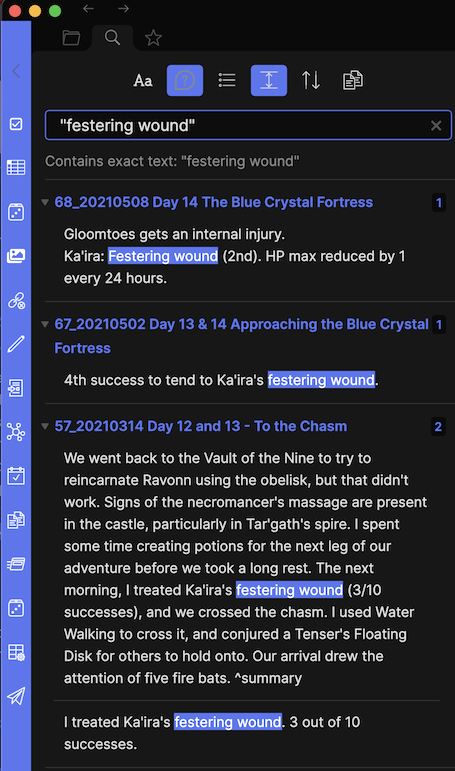 Aa
"festering wound"
Contains exact text: "festering wound"
68_20210508 Day 14 The Blue Crystal Fortress 1
Gloomtoes gets an internal injury.
Ka'ira: Festering wound (2nd). HP max reduced by 1
every 24 hours.
67_20210502 Day 13 & 14 Approaching the Blue Crystal 1
Fortress
4th success to tend to Ka'ira's festering wound.
57_20210314 Day 12 and 13 - To the Chasm 2
We went back to the Vault of the Nine to try to
reincarnate Ravonn using the obelisk, but that didn't
work. Signs of the necromancer's massage are present
in the castle, particularly in Tar'gath's spire. I spent
some time creating potions for the next leg of our
adventure before we took a long rest. The next
morning, I treated Ka'ira's festering wound (3/10
successes), and we crossed the chasm. I used Water
Walking to cross it, and conjured a Tenser's Floating
Disk for others to hold onto. Our arrival drew the
attention of five fire bats. ^summary
I treated Ka'ira's festering wound. 3 out of 10
successes.